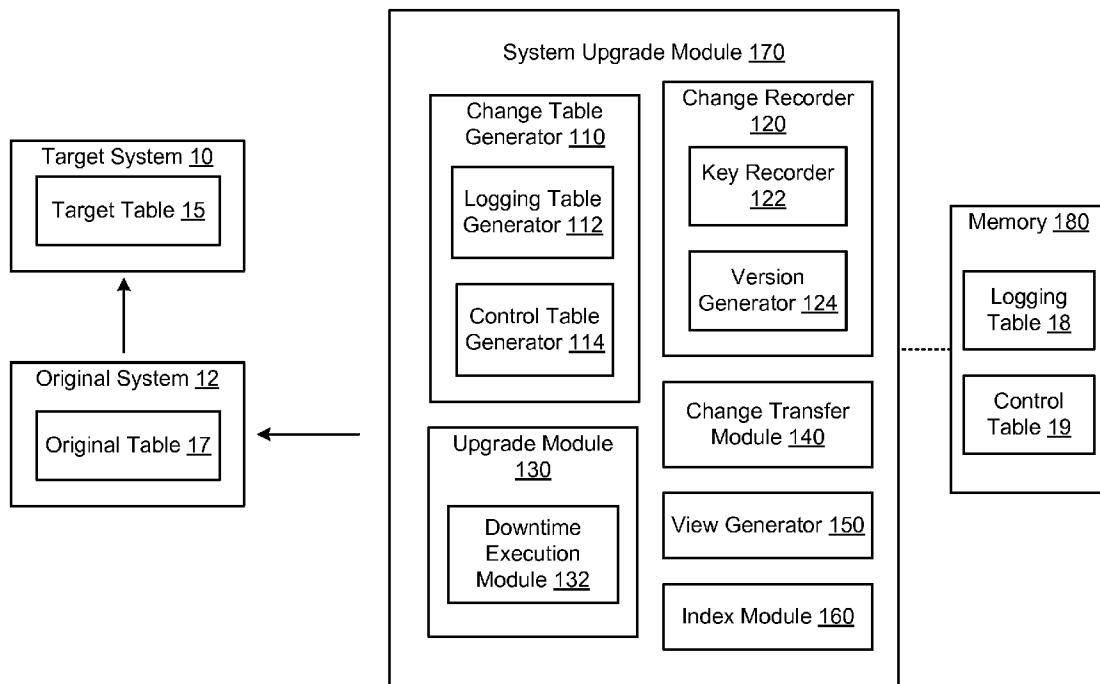 System Upgrade Module 170
Change Table
Generator 110
Logging Table
Generator 112
Control Table
Generator 114
Change Recorder
120
Key Recorder
122
Version
Generator 124
Target System 10
Target Table 15
Original System 12
Original Table 17
Upgrade Module
130
Downtime
Execution
Module 132
Change Transfer
Module 140
View Generator 150
Index Module 160
Memory 180
Logging
Table 18
Control
Table 19